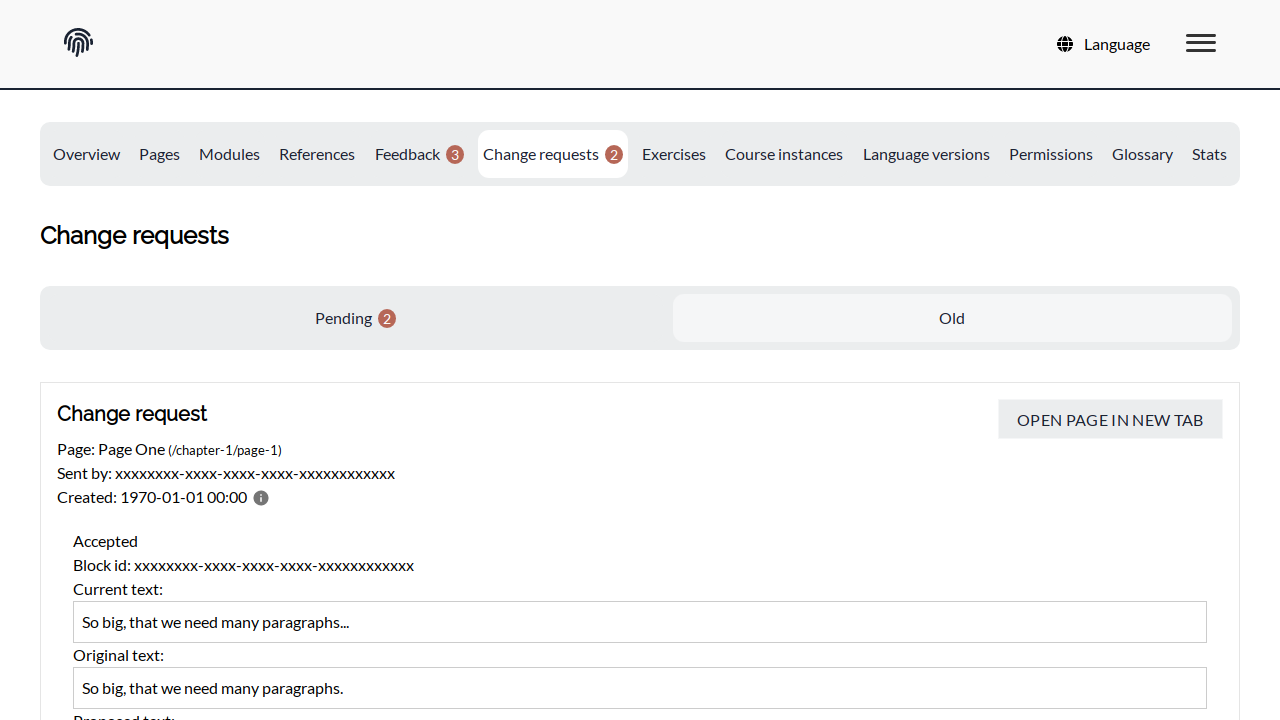 Language
Overview Pages Modules References Feedback 3 Change requests 2 Exercises Course instances Language versions Permissions Glossary Stats
Change requests
Pending 2 Old
Change request
OPEN PAGE IN NEW TAB
Page: Page One (/chapter-1/page-1)
Sent by: xxxxxxxx-xxxx-xxxx-xxxx-xxxxxxxxxxxx
Created: 1970-01-01 00:00
Accepted
Block id: xxxxxxxx-xxxx-xxxx-xxxx-xxxxxxxxxxxx
Current text:
So big, that we need many paragraphs...
Original text:
So big, that we need many paragraphs.
Proposed text: